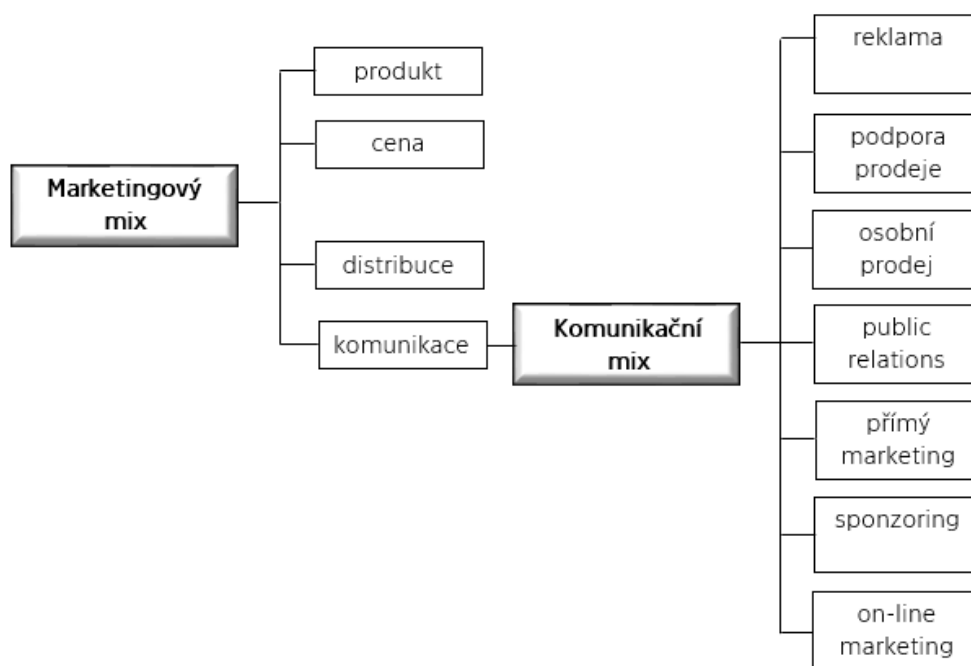 Marketingový
mix
produkt
cena
distribuce
komunikace
Komunikační
mix
reklama
podpora
prodeje
osobní
prodej
public
relations
přímý
marketing
sponzoring
on-line
marketing